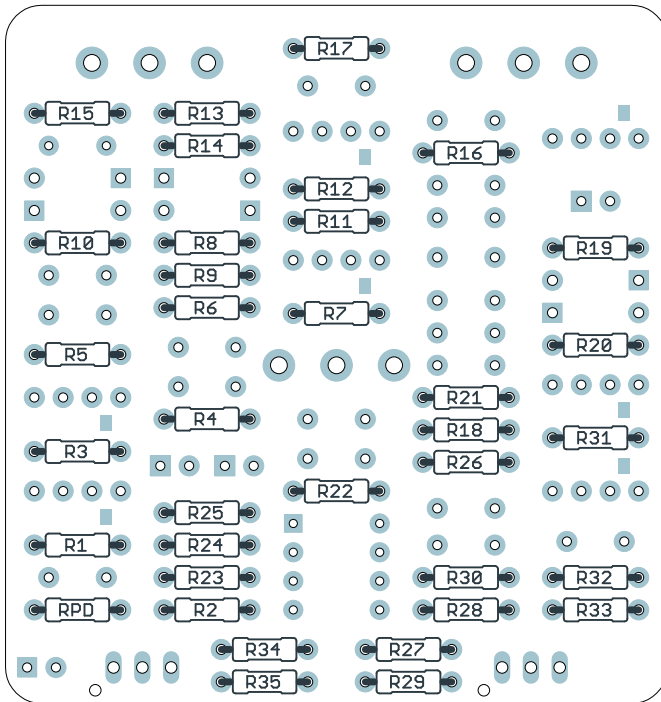 R17
R15 R13
R14 R16
R12
R11
R10 R8 R19
R9
R6 R7
R5 R20
R21
R4 R18
R3 R31
R26
R22
R25
R1 R24
R23 R30 R32
RPD R2 R28 R33
R34 R27
R35 R29